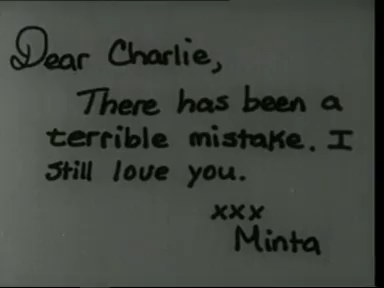 Dear Charlie,
There has been a
terrible mistake. I
still love you.
xxx
Minta